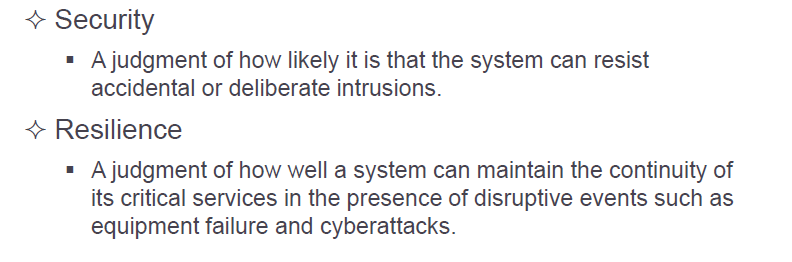 ✧ Security
▪ A judgment of how likely it is that the system can resist
accidental or deliberate intrusions.
✧ Resilience
▪ A judgment of how well a system can maintain the continuity of
its critical services in the presence of disruptive events such as
equipment failure and cyberattacks.